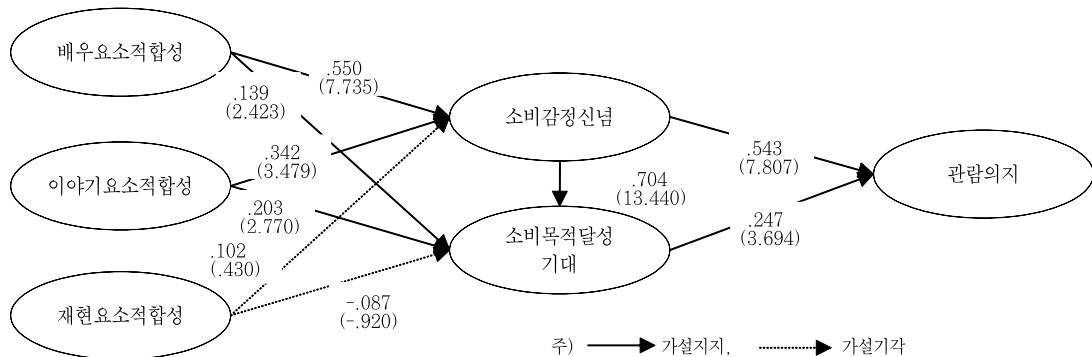 배우요소적합성
.550
(7.735)
.139
(2.423)
소비감정신념
.342
(3.479)
.543
(7.807)
이야기요소적합성
관람의지
.704
(13.440)
.203
(2.770)
.247
(3.694)
소비목적달성
기대
.102
(.430)
-.087
(-.920)
재현요소적합성
주) 가설지지, 가설기각